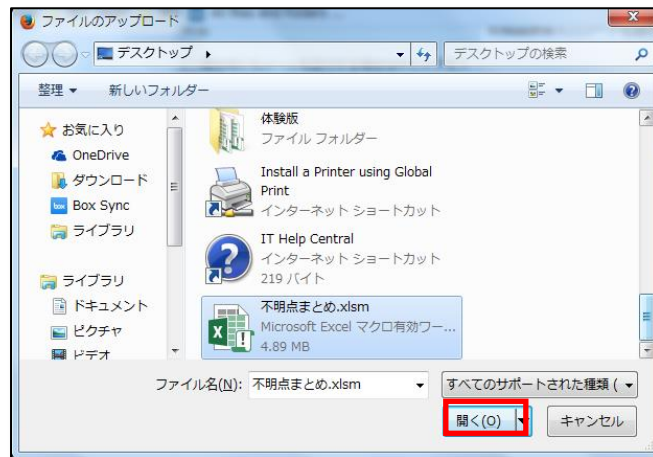 ファイルのアップロード
デスクトップ
デスクトップの検索
整理
新しいフォルダー
お気に入り
OneDrive
ダウンロード
Box Sync
ライブラリ
ライブラリ
ドキュメント
ピクチャ
ビデオ
体験版
ファイル フォルダー
Install a Printer using Global
Print
インターネット ショートカット
IT Help Central
インターネット ショートカット
219 バイト
不明点まとめ.xlsm
Microsoft Excel マクロ有効ワー...
4.89 MB
ファイル名(N): 不明点まとめ.xlsm
すべてのサポートされた種類 (
開く(O)
キャンセル